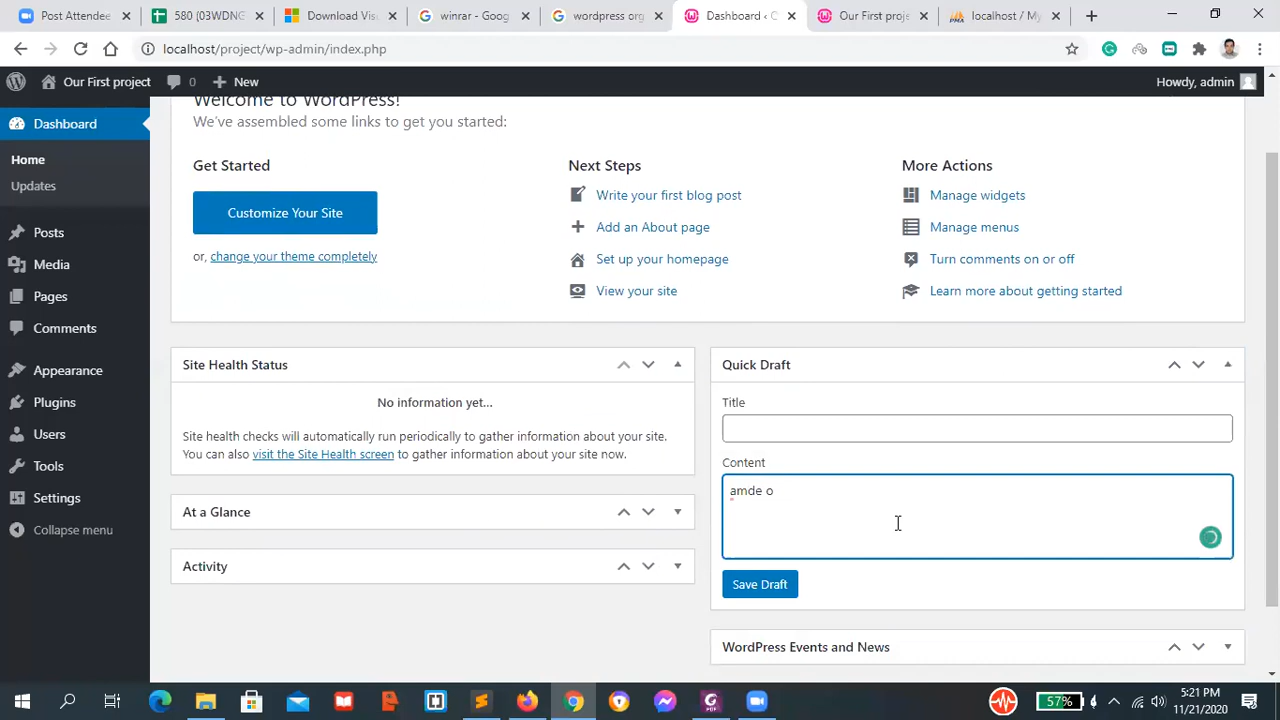 Post Attendee
580 [03WDNG
Download Vis
winrar - Goog
wordpress org
Dashboard ‹ O
Our First proje
localhost / My
localhost/project/wp-admin/index.php
Our First project
0
New
Howdy, admin
Dashboard
Home
Updates
Posts
Media
Pages
Comments
Appearance
Plugins
Users
Tools
Settings
Collapse menu
Welcome to WordPress!
We've assembled some links to get you started:
Get Started
Customize Your Site
or, change your theme completely
Next Steps
Write your first blog post
Add an About page
Set up your homepage
View your site
More Actions
Manage widgets
Manage menus
Turn comments on or off
Learn more about getting started
Site Health Status
No information yet...
Site health checks will automatically run periodically to gather information about your site.
You can also visit the Site Health screen to gather information about your site now.
At a Glance
Activity
Quick Draft
Title
Content
amde o
Save Draft
WordPress Events and News
57%
5:21 PM
11/21/2020